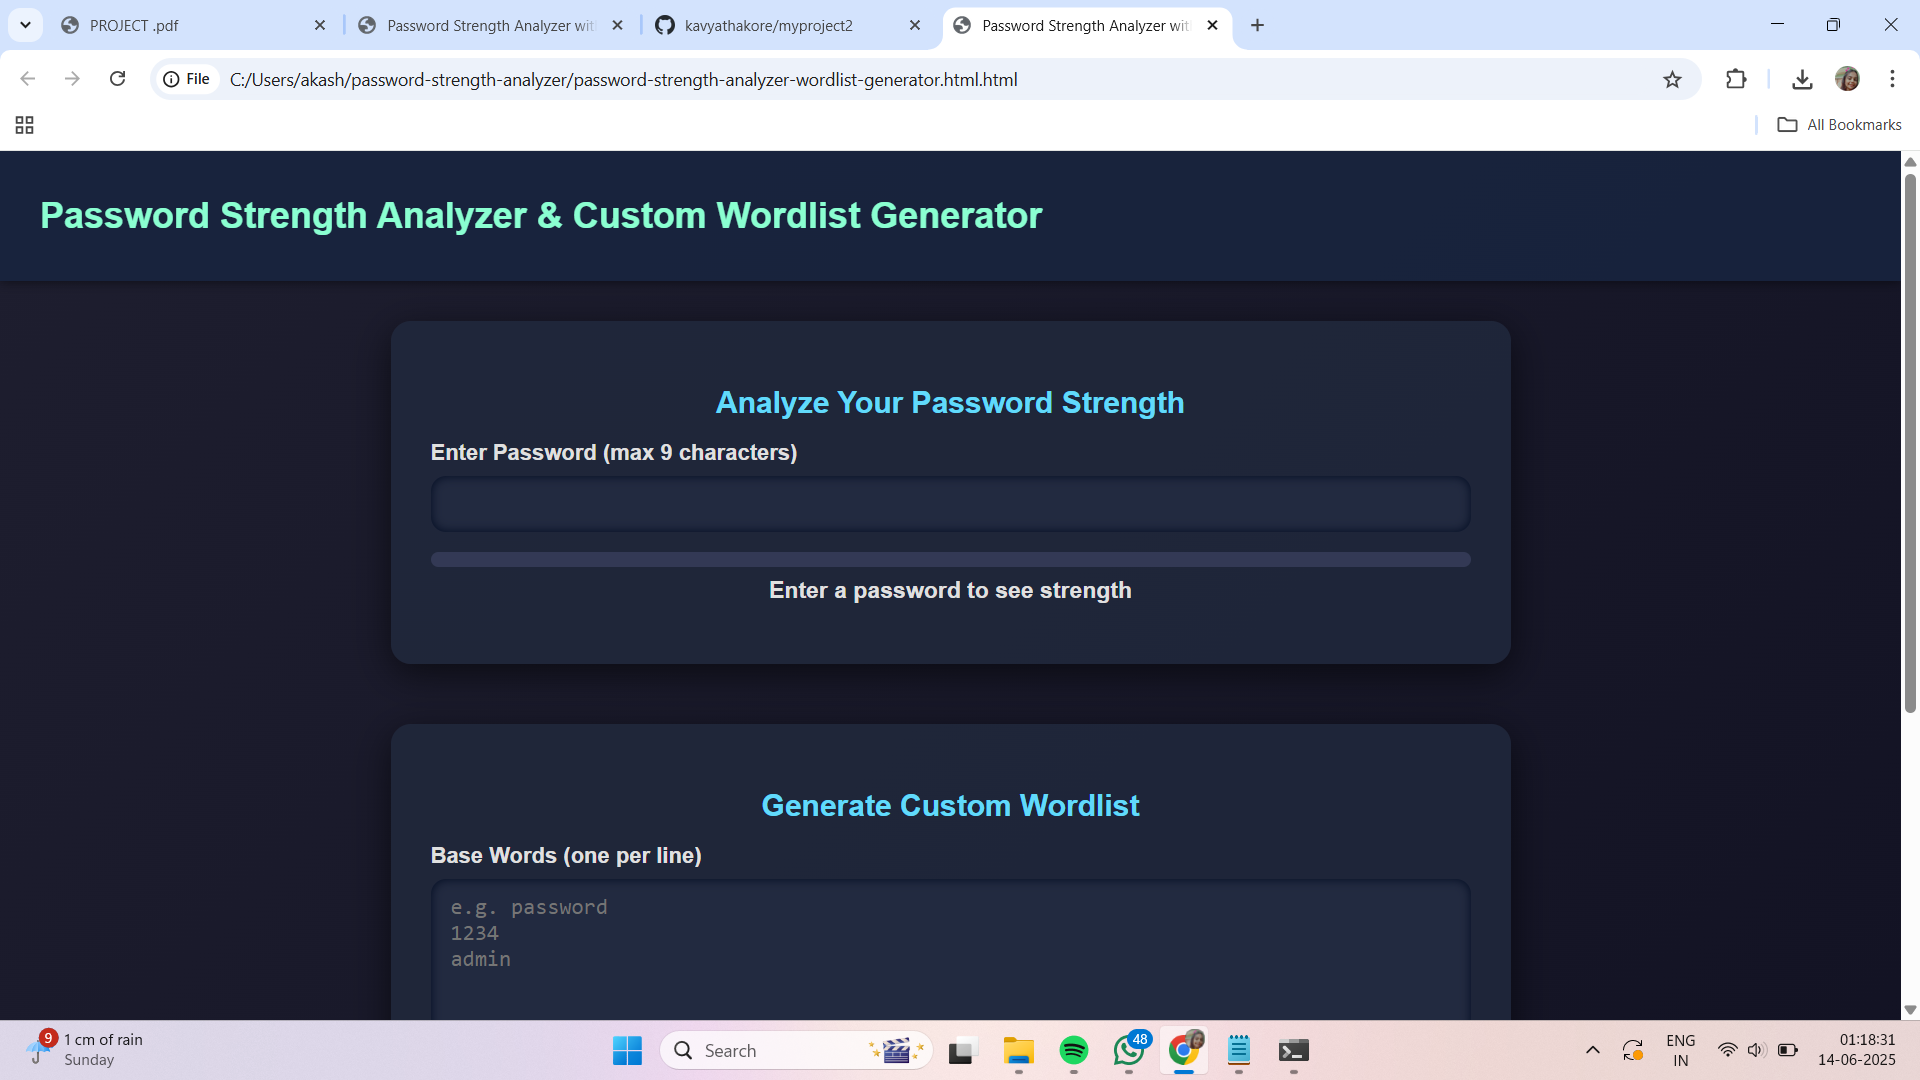 PROJECT .pdf
Password Strength Analyzer wit
kavyathakore/myproject2
Password Strength Analyzer wit
File
C:/Users/akash/password-strength-analyzer/password-strength-analyzer-wordlist-generator.html.html
All Bookmarks
Password Strength Analyzer & Custom Wordlist Generator
Analyze Your Password Strength
Enter Password (max 9 characters)
Enter a password to see strength
Generate Custom Wordlist
Base Words (one per line)
e.g. password
1234
admin
9
1 cm of rain
Sunday
Search
48
ENG
IN
01:18:31
14-06-2025